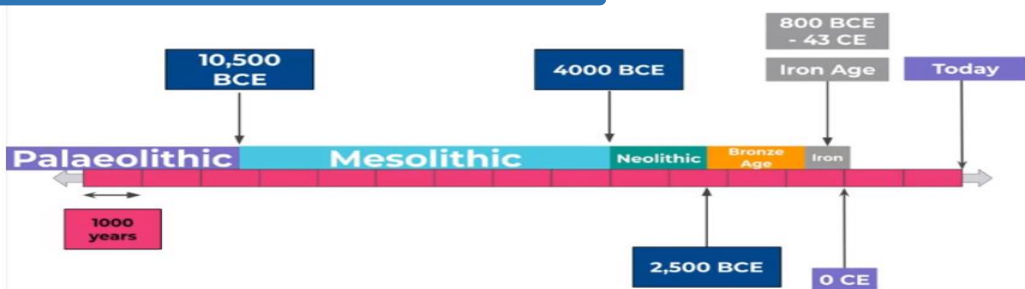 800 BCE
- 43 CE
10,500
BCE
4000 BCE
Iron Age
Today
Palaeolithic
Mesolithic
Neolithic
Bronze
Age
Iron
1000
years
2,500 BCE
0 CE